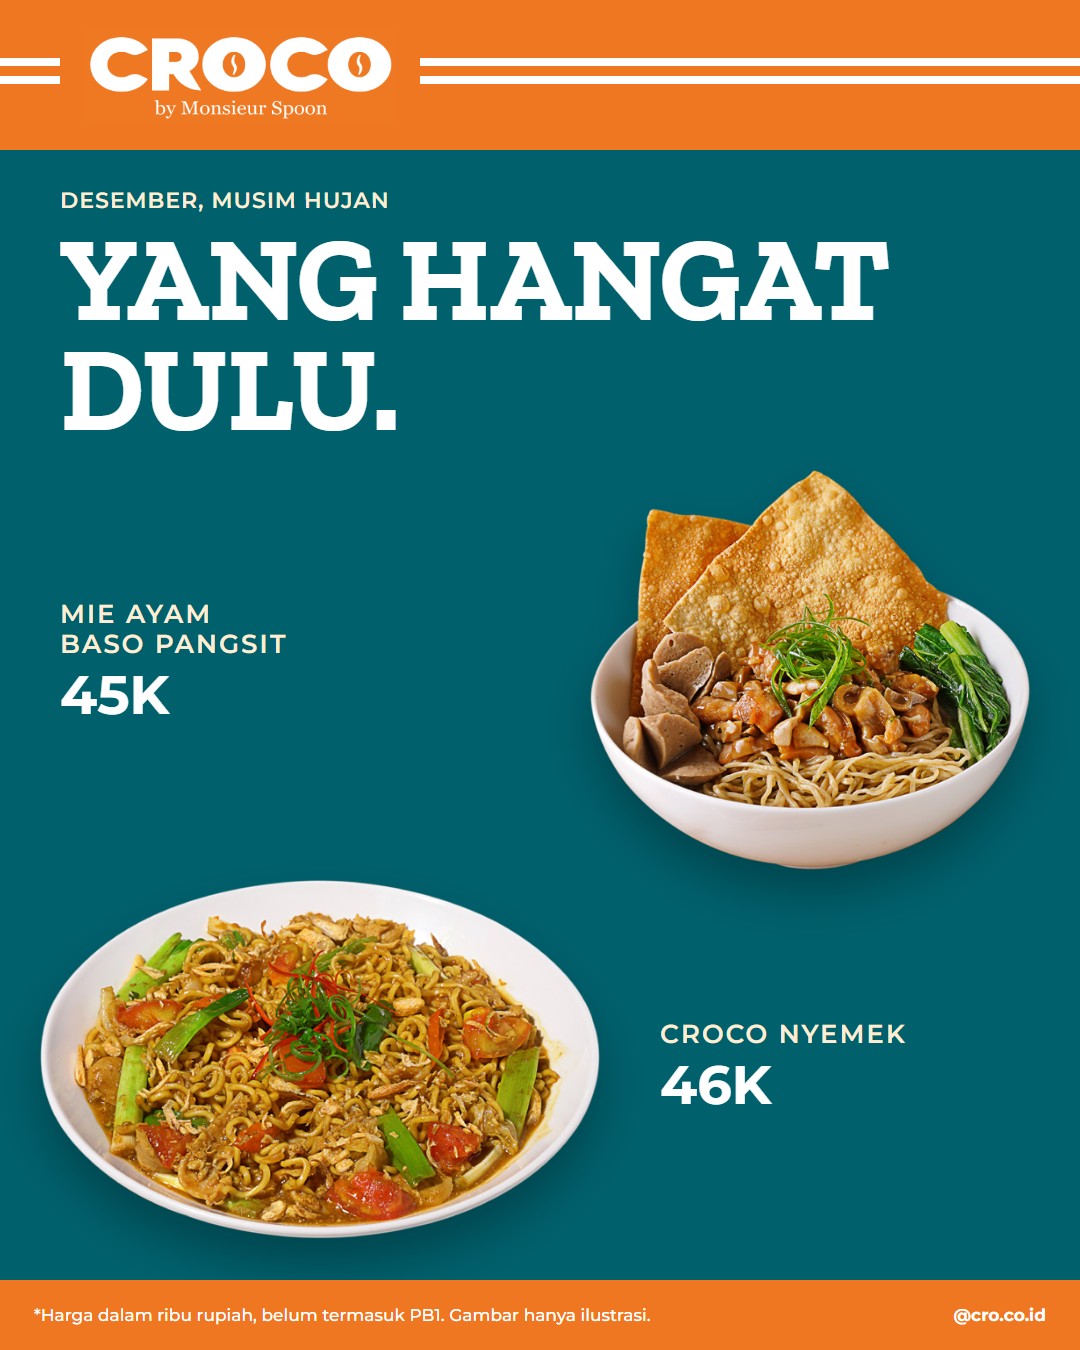 CROCO
by Monsieur Spoon
DESEMBER, MUSIM HUJAN
YANG HANGAT
DULU.
MIE AYAM
BASO PANGSIT
45K
CROCO NYEMEK
46K
*Harga dalam ribu rupiah, belum termasuk PB1. Gambar hanya ilustrasi.
@cro.co.id